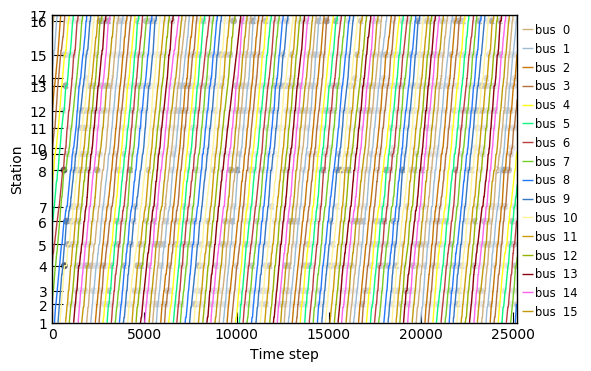 17
16
15
14
13
12
11
10
9
8
7
6
5
4
3
2
1
Station
0 5000 10000 15000 20000 25000
Time step
bus 0
bus 1
bus 2
bus 3
bus 4
bus 5
bus 6
bus 7
bus 8
bus 9
bus 10
bus 11
bus 12
bus 13
bus 14
bus 15